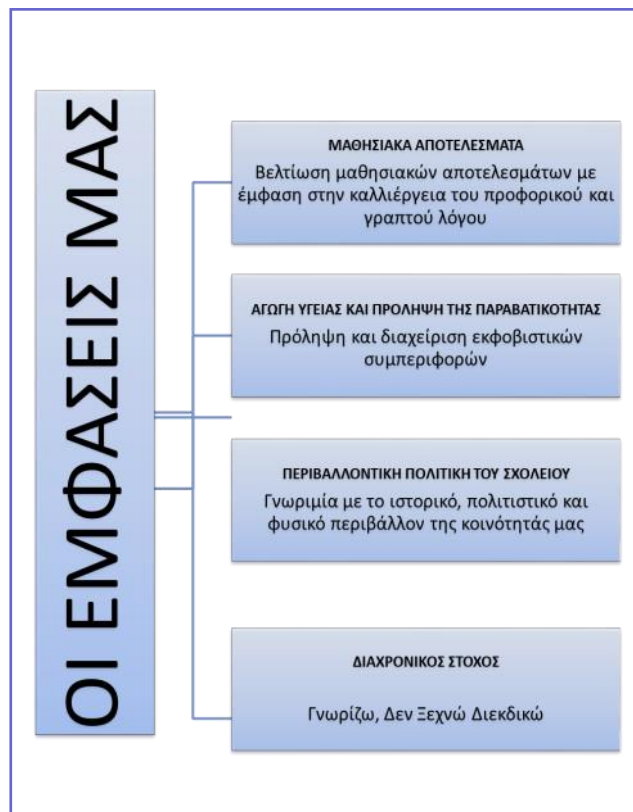 ΟΙ ΕΜΦΑΣΕΙΣ ΜΑΣ
ΜΑΘΗΣΙΑΚΑ ΑΠΟΤΕΛΕΣΜΑΤΑ
Βελτίωση μαθησιακών αποτελεσμάτων με
έμφαση στην καλλιέργεια του προφορικού και
γραπτού λόγου
ΑΓΩΓΗ ΥΓΕΙΑΣ ΚΑΙ ΠΡΟΛΗΨΗ ΤΗΣ ΠΑΡΑΒΑΤΙΚΟΤΗΤΑΣ
Πρόληψη και διαχείριση εκφοβιστικών
συμπεριφορών
ΠΕΡΙΒΑΛΛΟΝΤΙΚΗ ΠΟΛΙΤΙΚΗ ΤΟΥ ΣΧΟΛΕΙΟΥ
Γνωριμία με το ιστορικό, πολιτιστικό και
φυσικό περιβάλλον της κοινότητάς μας
ΔΙΑΧΡΟΝΙΚΟΣ ΣΤΟΧΟΣ
Γνωρίζω, Δεν Ξεχνώ Διεκδικώ